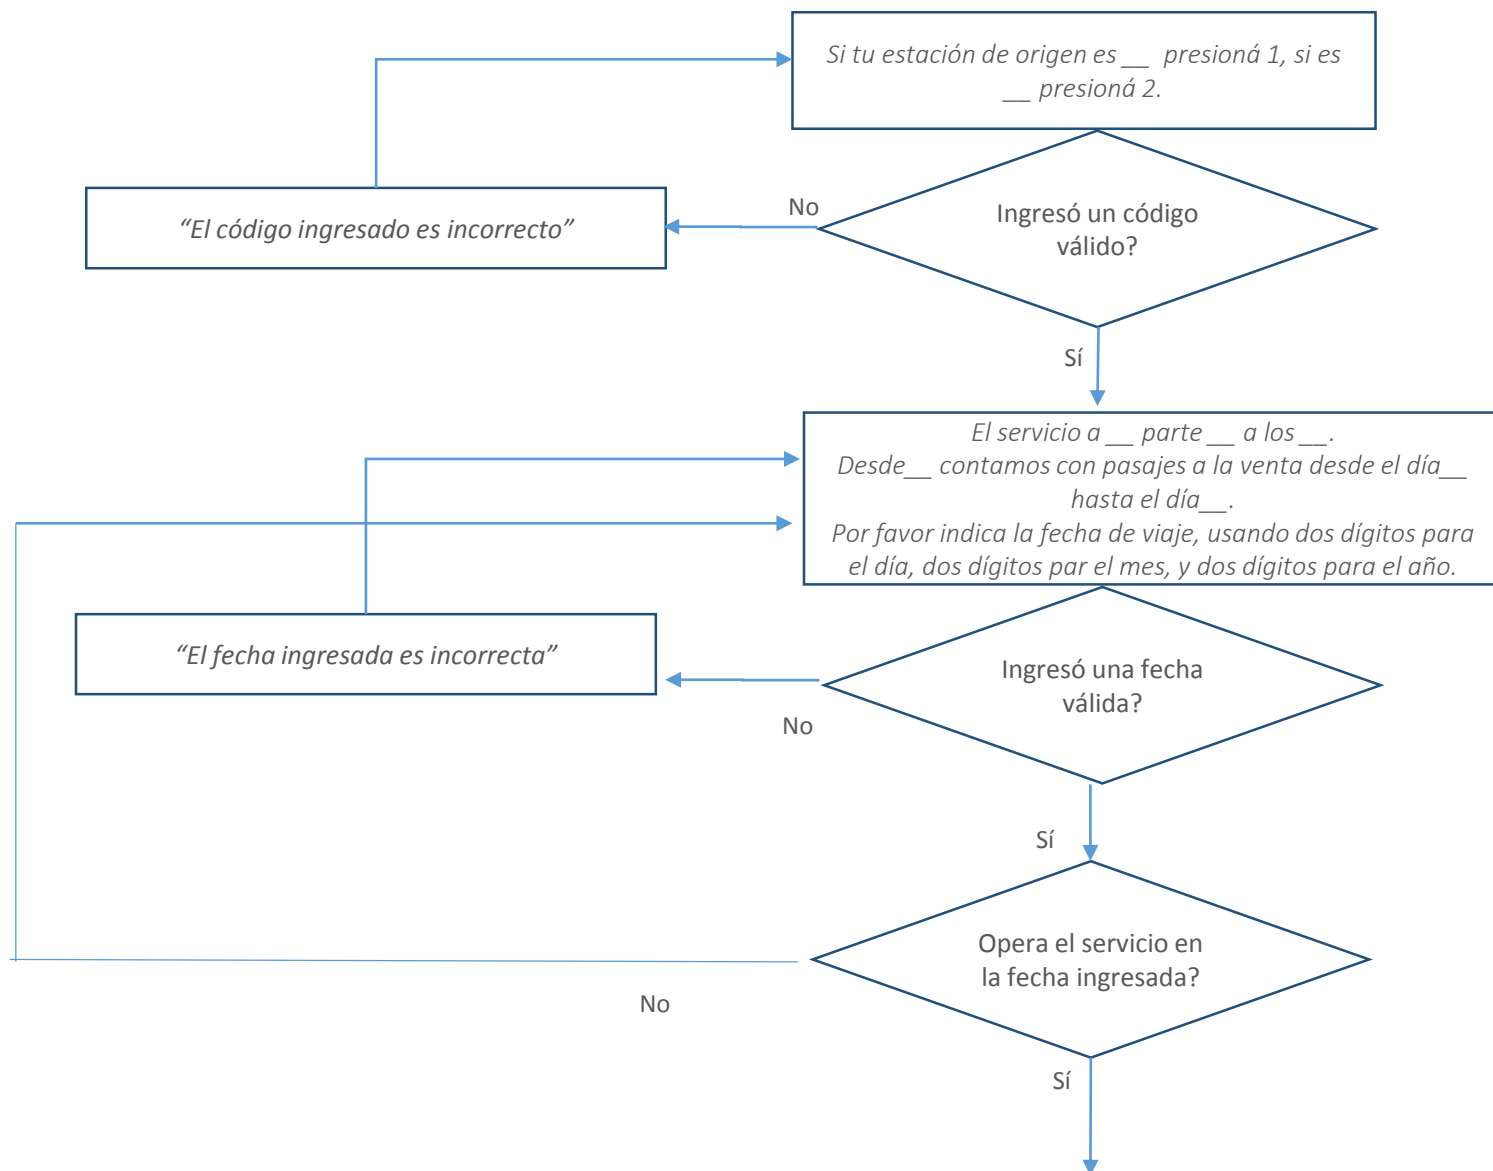 Si tu estación de origen es __ presioná 1, si es
__ presioná 2.
No
“El código ingresado es incorrecto”
Ingresó un código
válido?
Sí
El servicio a __ parte __ a los __.
Desde__ contamos con pasajes a la venta desde el día__
hasta el día__.
Por favor indica la fecha de viaje, usando dos dígitos para
el día, dos dígitos par el mes, y dos dígitos para el año.
“El fecha ingresada es incorrecta”
Ingresó una fecha
válida?
No
Sí
Opera el servicio en
la fecha ingresada?
No
Sí